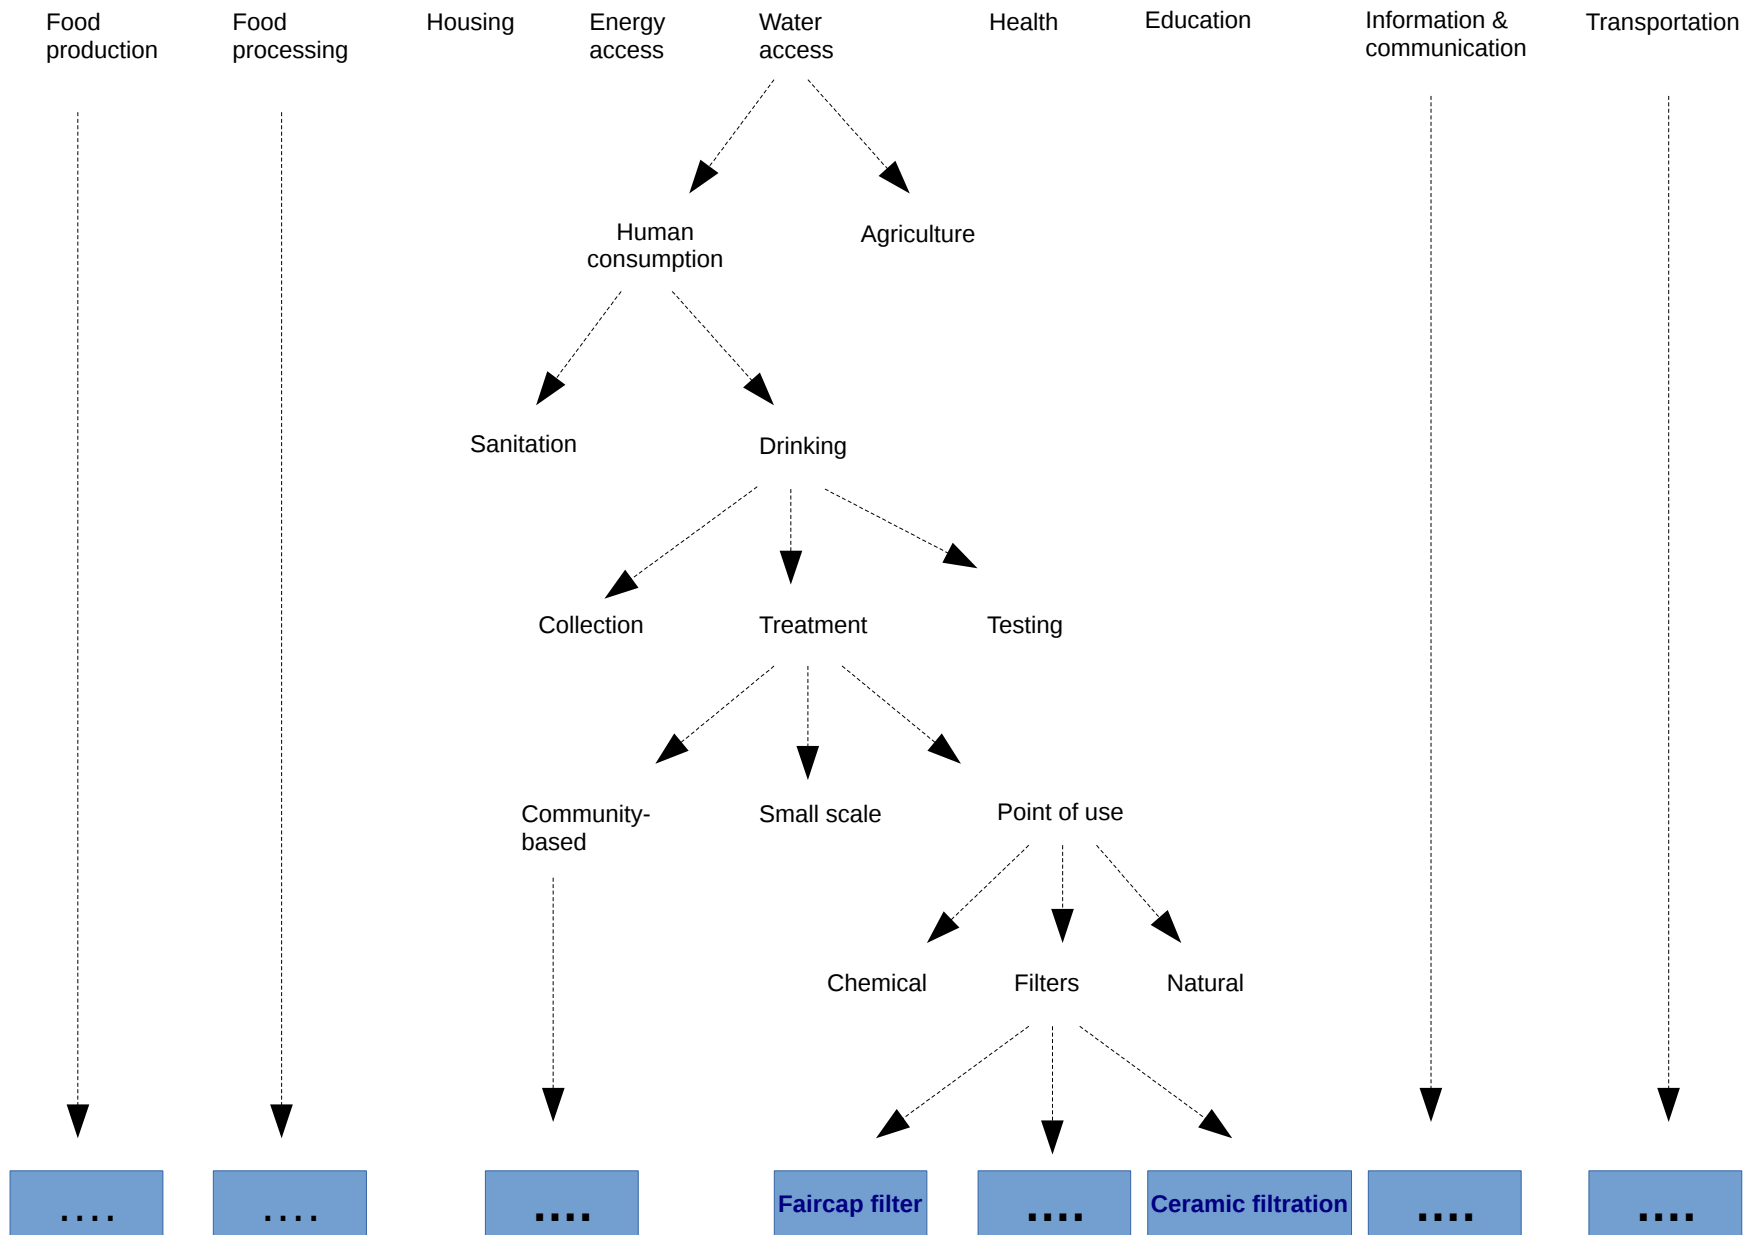 Food
production
Food
processing
Housing
Energy
access
Water
access
Health
Education
Information &
communication
Transportation
Human
consumption
Agriculture
Sanitation
Drinking
Collection
Treatment
Testing
Community-
based
Small scale
Point of use
Chemical
Filters
Natural
....
....
....
Faircap filter
....
Ceramic filtration
....
....